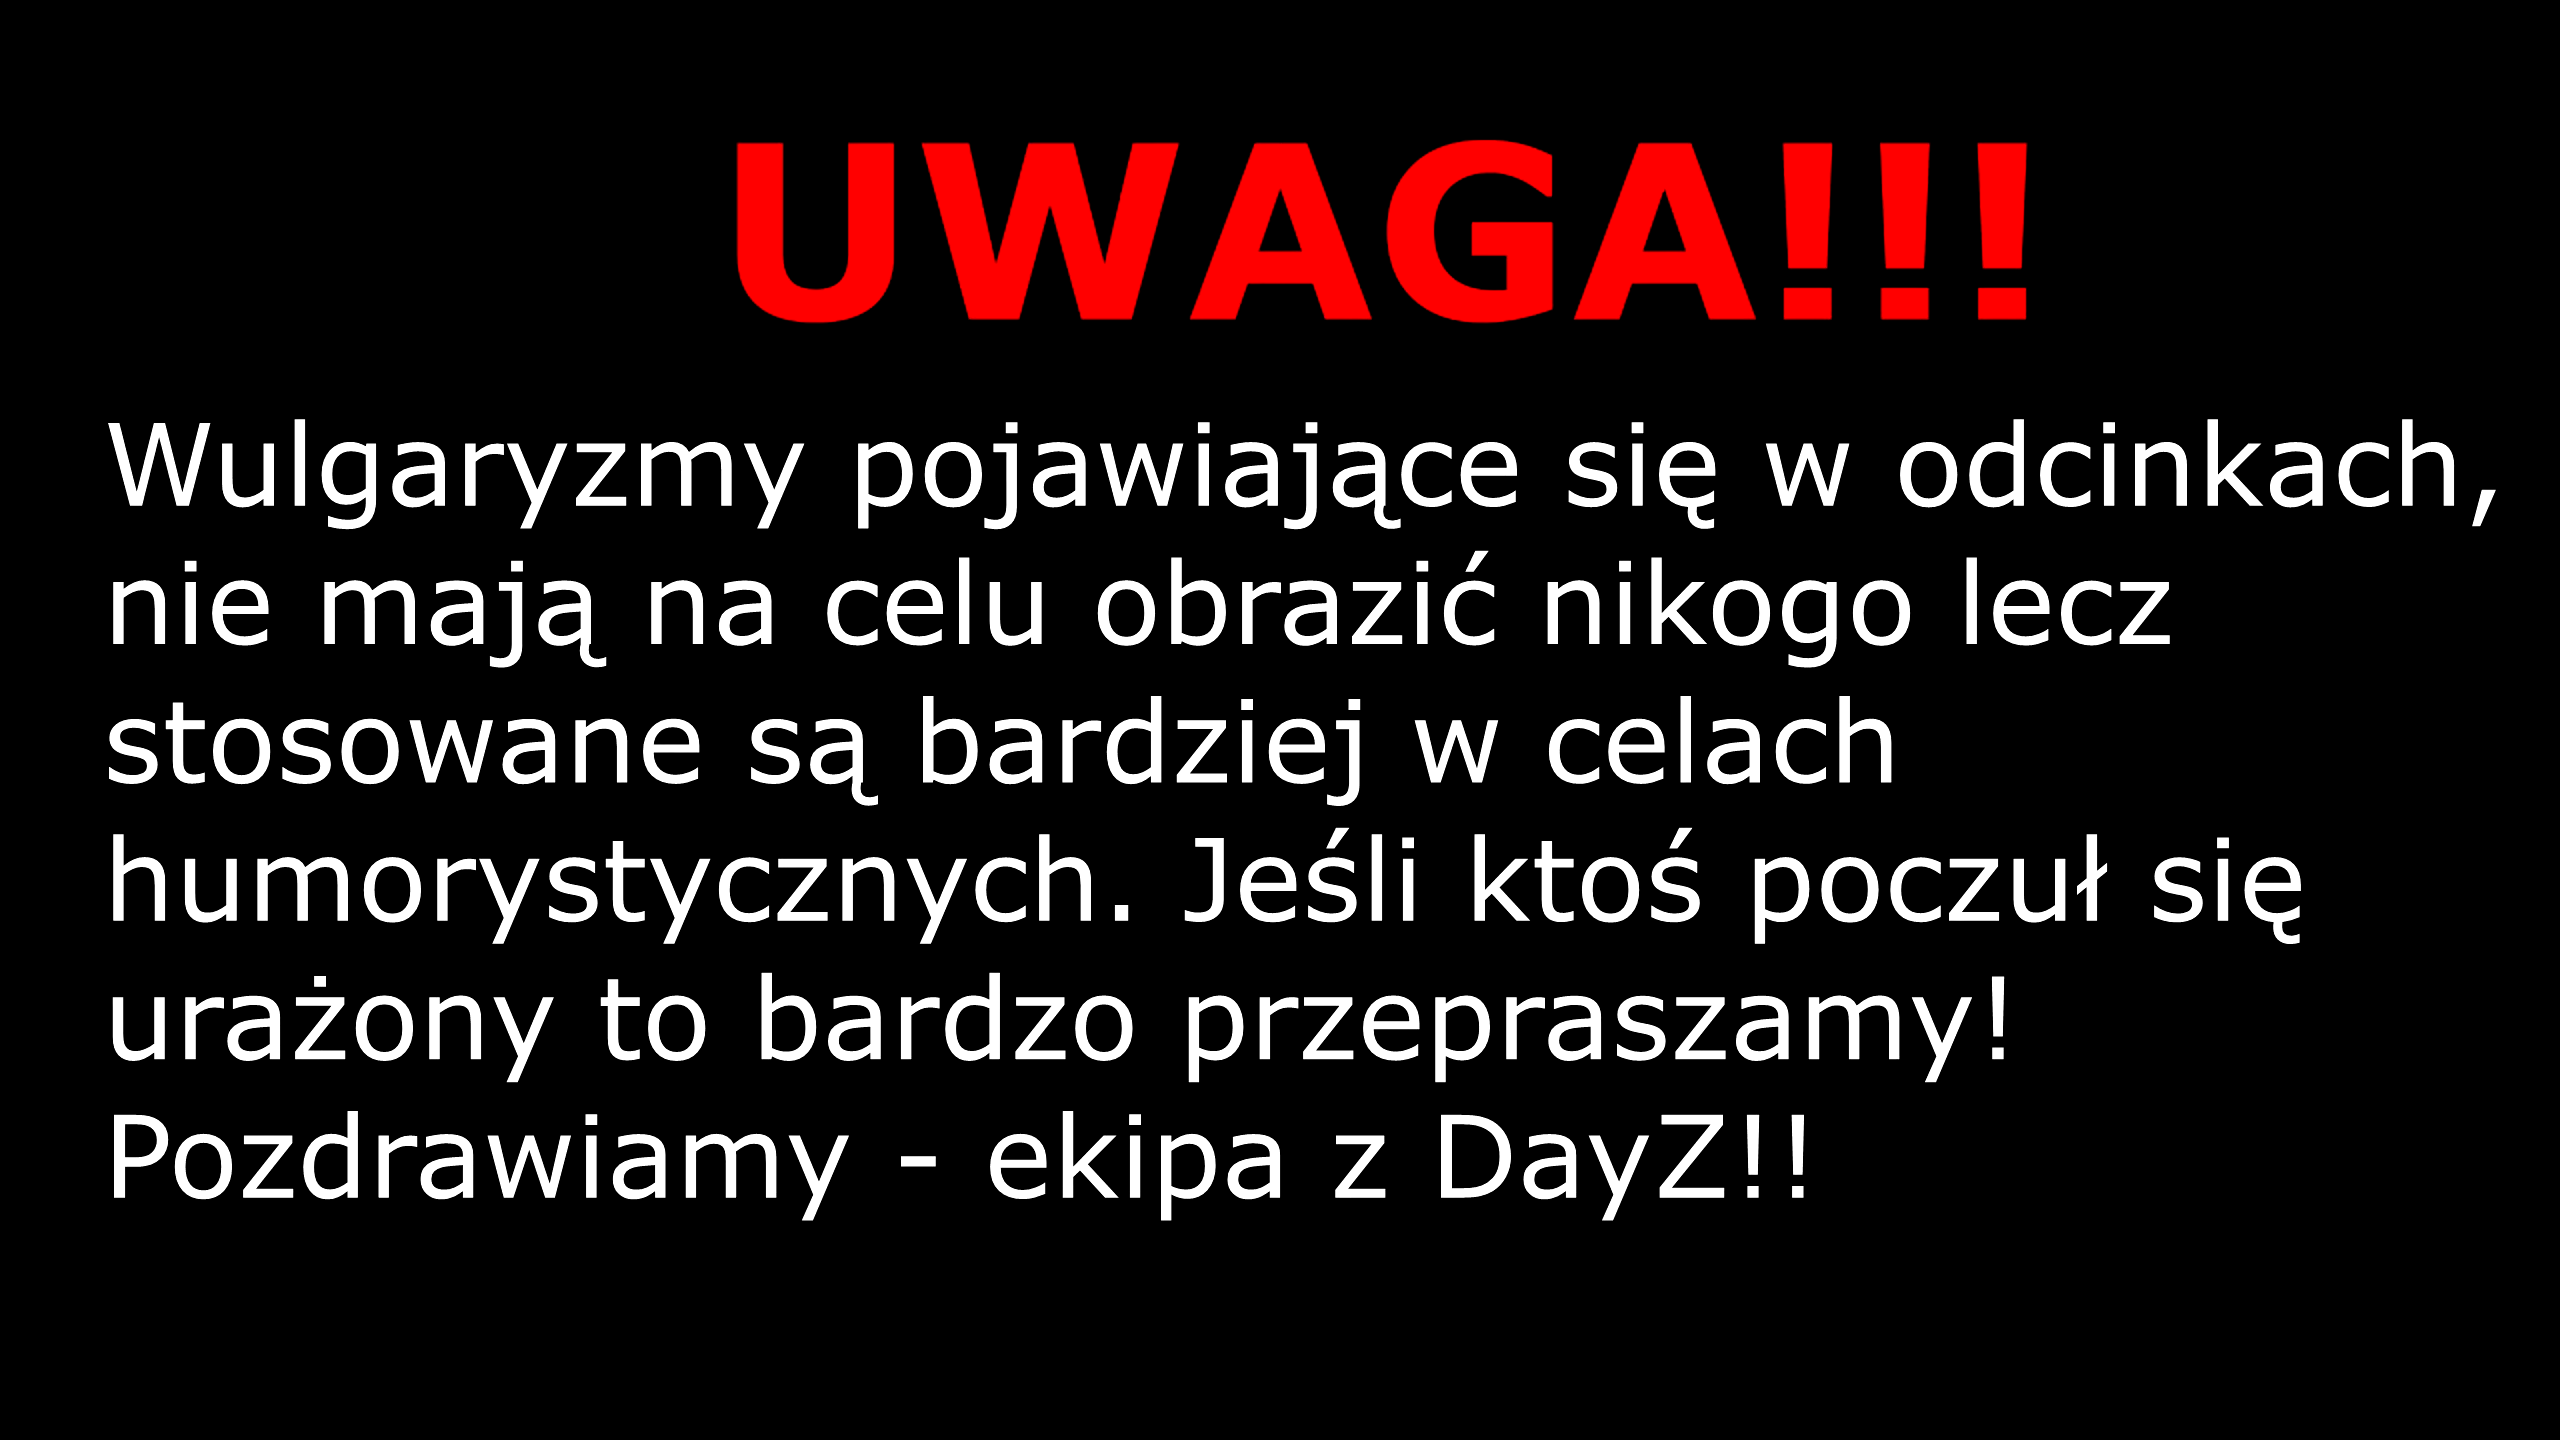 UWAGA!!!
Wulgaryzmy pojawiające się w odcinkach,
nie mają na celu obrazić nikogo lecz
stosowane są bardziej w celach
humorystycznych. Jeśli ktoś poczuł się
urażony to bardzo przepraszamy!
Pozdrawiamy - ekipa z DayZ!!